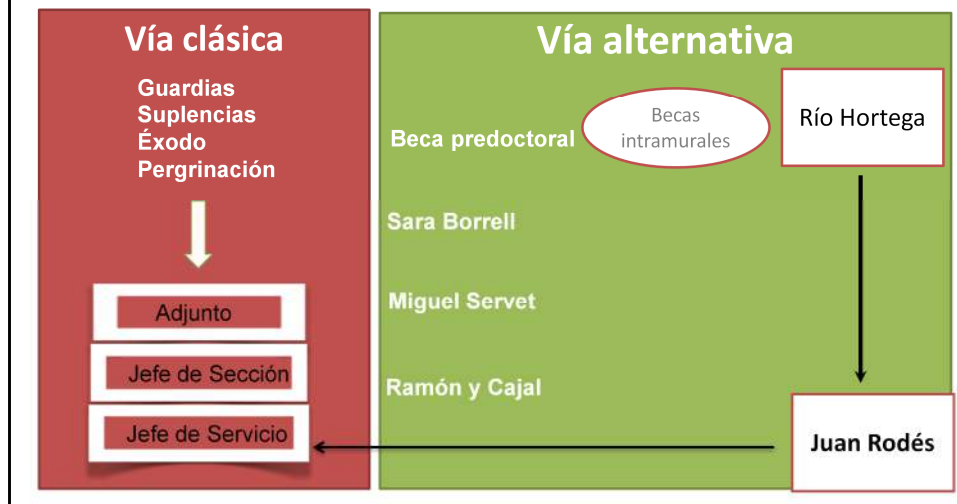 Vía clásica
Guardias
Suplencias
Éxodo
Pergrinación
Adjunto
Jefe de Sección
Jefe de Servicio
Vía alternativa
Beca predoctoral
Becas
intramurales
Río Hortega
Sara Borrell
Miguel Servet
Ramón y Cajal
Juan Rodés